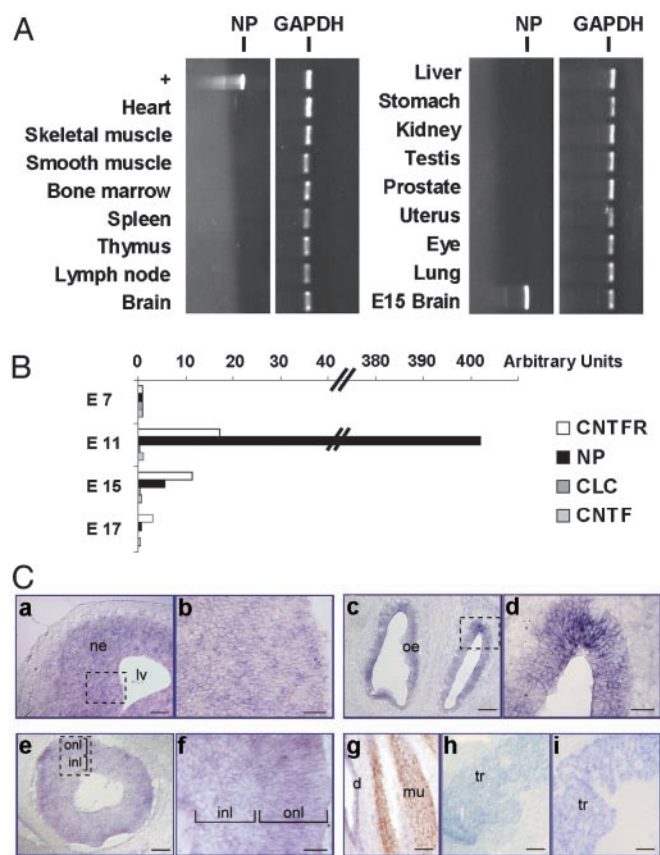 A
NP GAPDH
+
Heart
Skeletal muscle
Smooth muscle
Bone marrow
Spleen
Thymus
Lymph node
Brain
NP GAPDH
Liver
Stomach
Kidney
Testis
Prostate
Uterus
Eye
Lung
E15 Brain
B
0 10 20 30 40 380 390 400 Arbitrary Units
E 7
E 11
E 15
E 17
CNTFR
NP
CLC
CNTF
C
a ne lv
b
c oe
d
e onl inl
f inl onl
g d mu
h tr
i tr